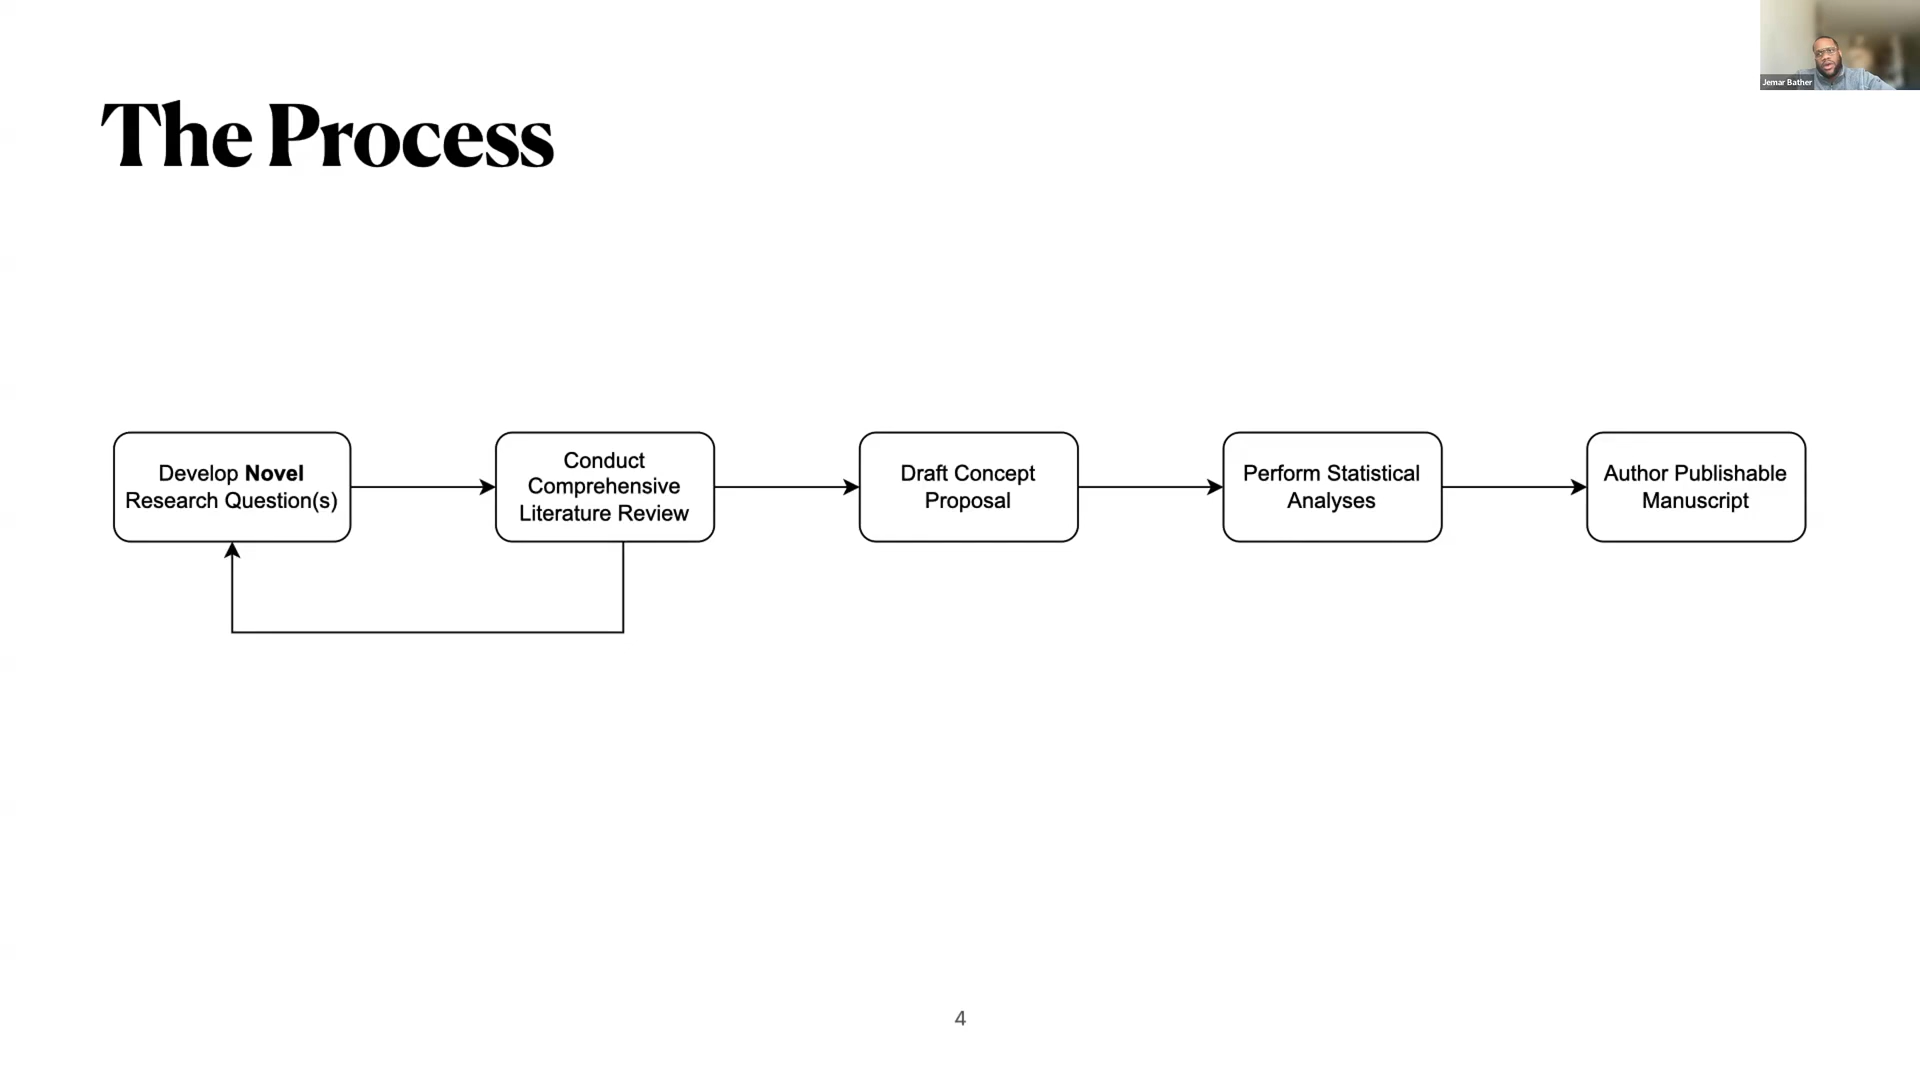 Jemar Bather
The Process
Develop Novel
Research Question(s)
Conduct
Comprehensive
Literature Review
Draft Concept
Proposal
Perform Statistical
Analyses
Author Publishable
Manuscript
4